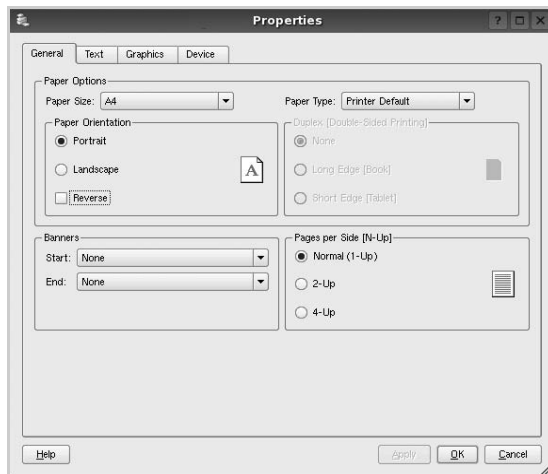 Properties
General Text Graphics Device
Paper Options
Paper Size: A4
Paper Type: Printer Default
Paper Orientation
Portrait
Landscape
Reverse
A
Duplex [Double-Sided Printing]
None
Long Edge [Book]
Short Edge [Tablet]
Banners
Start: None
End: None
Pages per Side [N-Up]
Normal (1-Up)
2-Up
4-Up
Help Apply OK Cancel